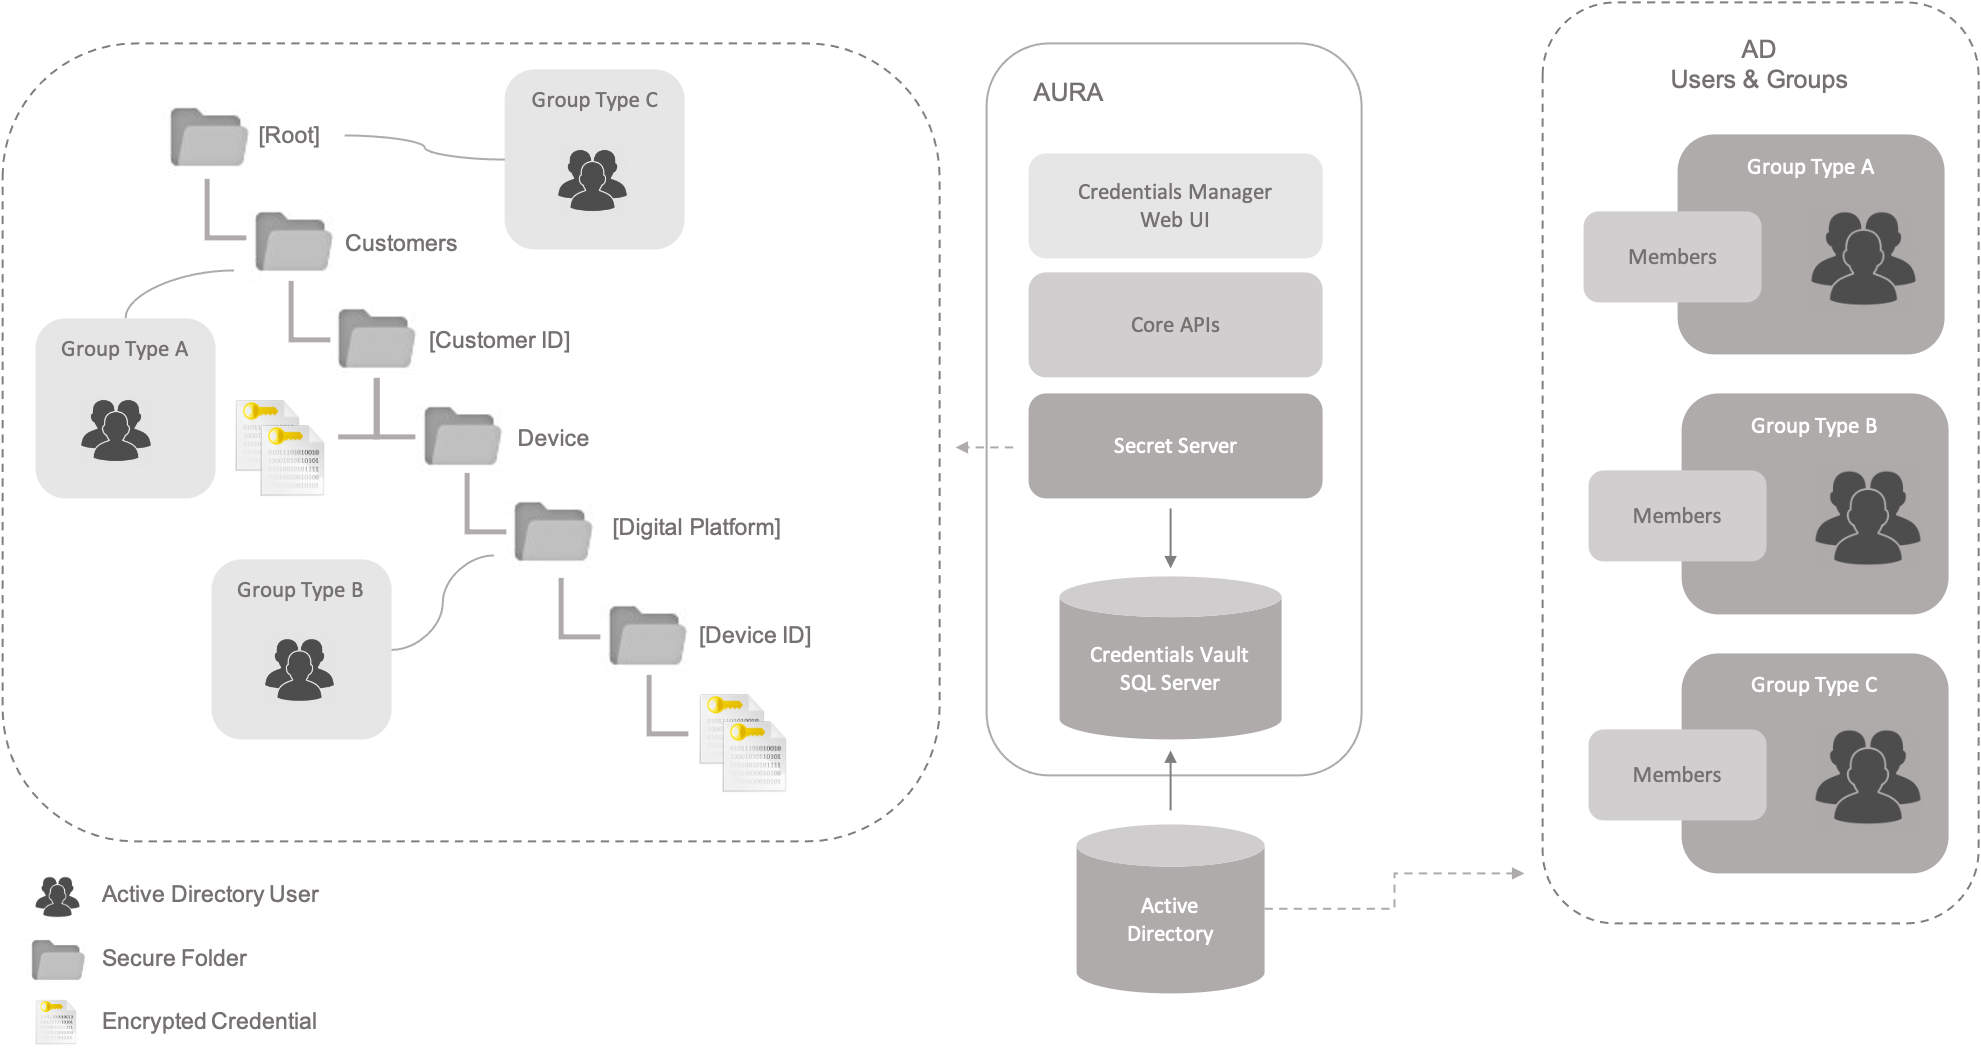 Group Type C
[Root]
Customers
Group Type A
[Customer ID]
Device
[Digital Platform]
Group Type B
[Device ID]
Active Directory User
Secure Folder
Encrypted Credential
AURA
Credentials Manager
Web UI
Core APIs
Secret Server
Credentials Vault
SQL Server
Active
Directory
AD
Users & Groups
Group Type A
Members
Group Type B
Members
Group Type C
Members